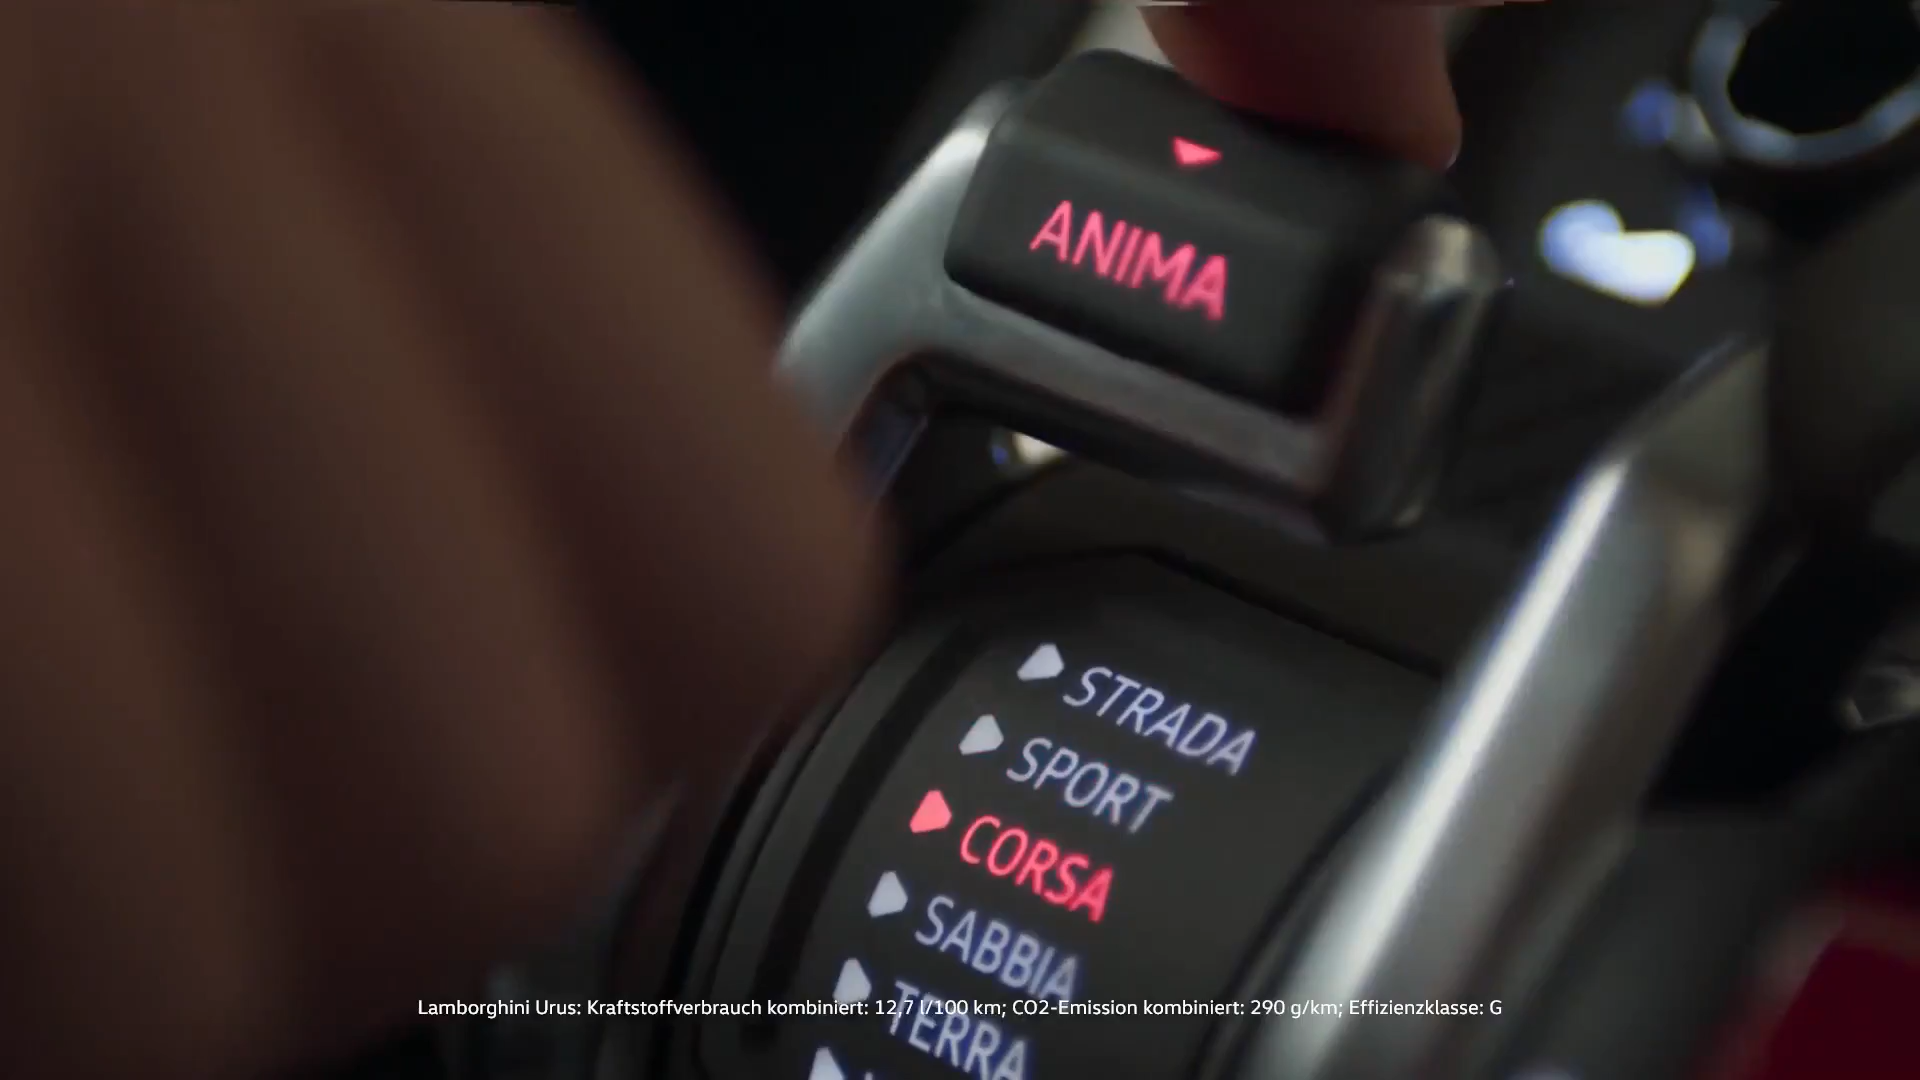 ANIMA
STRADA
SPORT
CORSA
SABBIA
TERRA
Lamborghini Urus: Kraftstoffverbrauch kombiniert: 12,7 l/100 km; CO2-Emission kombiniert: 290 g/km; Effizienzklasse: G